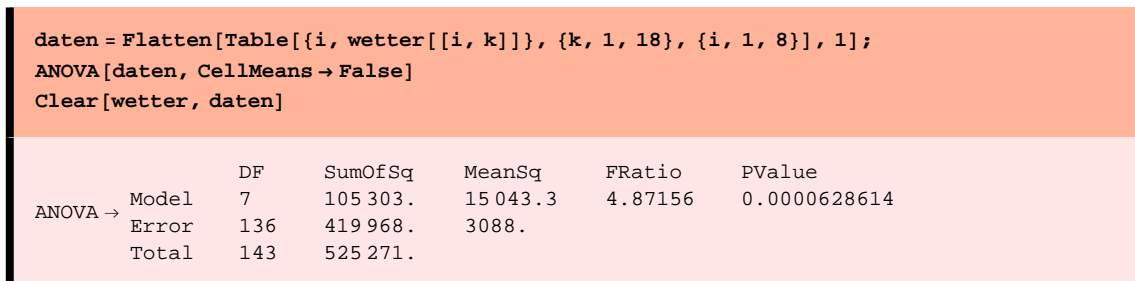 daten = Flatten[Table[{i, wetter[[i, k]]}, {k, 1, 18}, {i, 1, 8}], 1];
ANOVA[daten, CellMeans → False]
Clear[wetter, daten]
DF SumOfSq MeanSq FRatio PValue
ANOVA → Model 7 105 303. 15 043.3 4.87156 0.0000628614
Error 136 419 968. 3088.
Total 143 525 271.